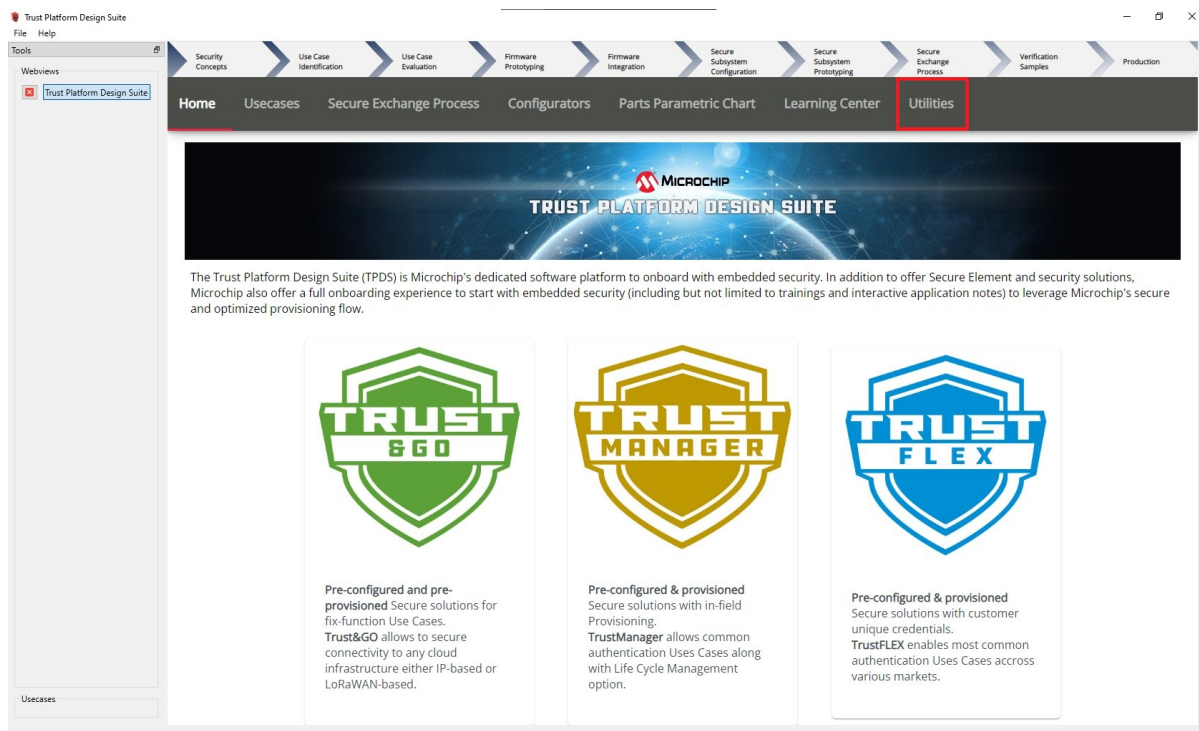 Trust Platform Design Suite
File Help
Tools
Webviews
Trust Platform Design Suite
Usecases
Security
Concepts
Use Case
Identification
Use Case
Evaluation
Firmware
Prototyping
Firmware
Integration
Secure
Subsystem
Configuration
Secure
Subsystem
Prototyping
Secure
Exchange
Process
Verification
Samples
Production
Home Usecases Secure Exchange Process Configurators Parts Parametric Chart Learning Center Utilities
MICROCHIP
TRUST PLATFORM DESIGN SUITE
The Trust Platform Design Suite (TPDS) is Microchip's dedicated software platform to onboard with embedded security. In addition to offer Secure Element and security solutions,
Microchip also offer a full onboarding experience to start with embedded security (including but not limited to trainings and interactive application notes) to leverage Microchip's secure
and optimized provisioning flow.
TRUST
&GO
Pre-configured and pre-
provisioned Secure solutions for
fix-function Use Cases.
Trust&GO allows to secure
connectivity to any cloud
infrastructure either IP-based or
LoRaWAN-based.
TRUST
MANAGER
Pre-configured & provisioned
Secure solutions with in-field
Provisioning.
TrustManager allows common
authentication Uses Cases along
with Life Cycle Management
option.
TRUST
FLEX
Pre-configured & provisioned
Secure solutions with customer
unique credentials.
TrustFLEX enables most common
authentication Uses Cases accross
various markets.